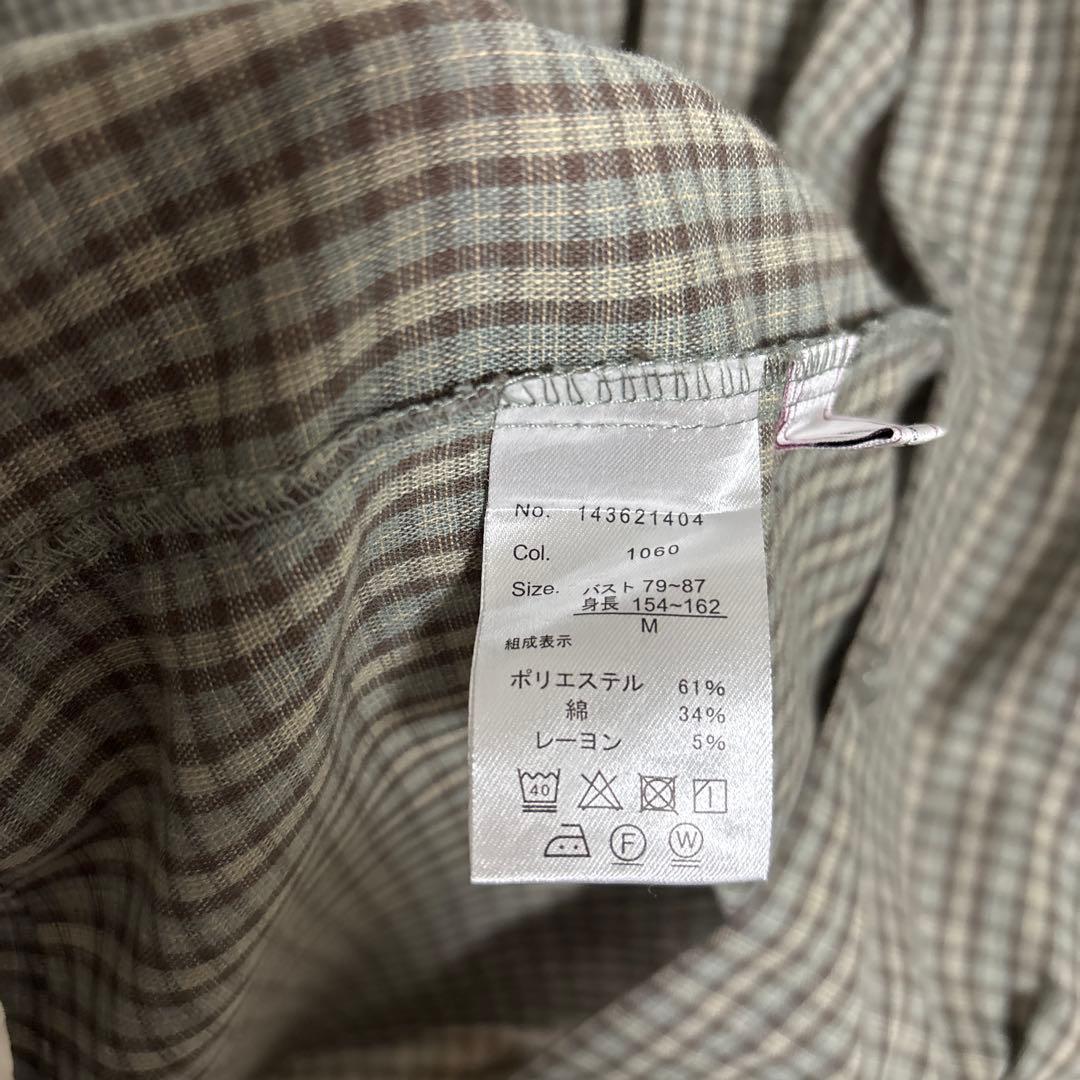 No. 143621404
Col. 1060
Size. バスト 79~87
身長 154~162
M
組成表示
ポリエステル 61%
綿 34%
レーヨン 5%
40
F W